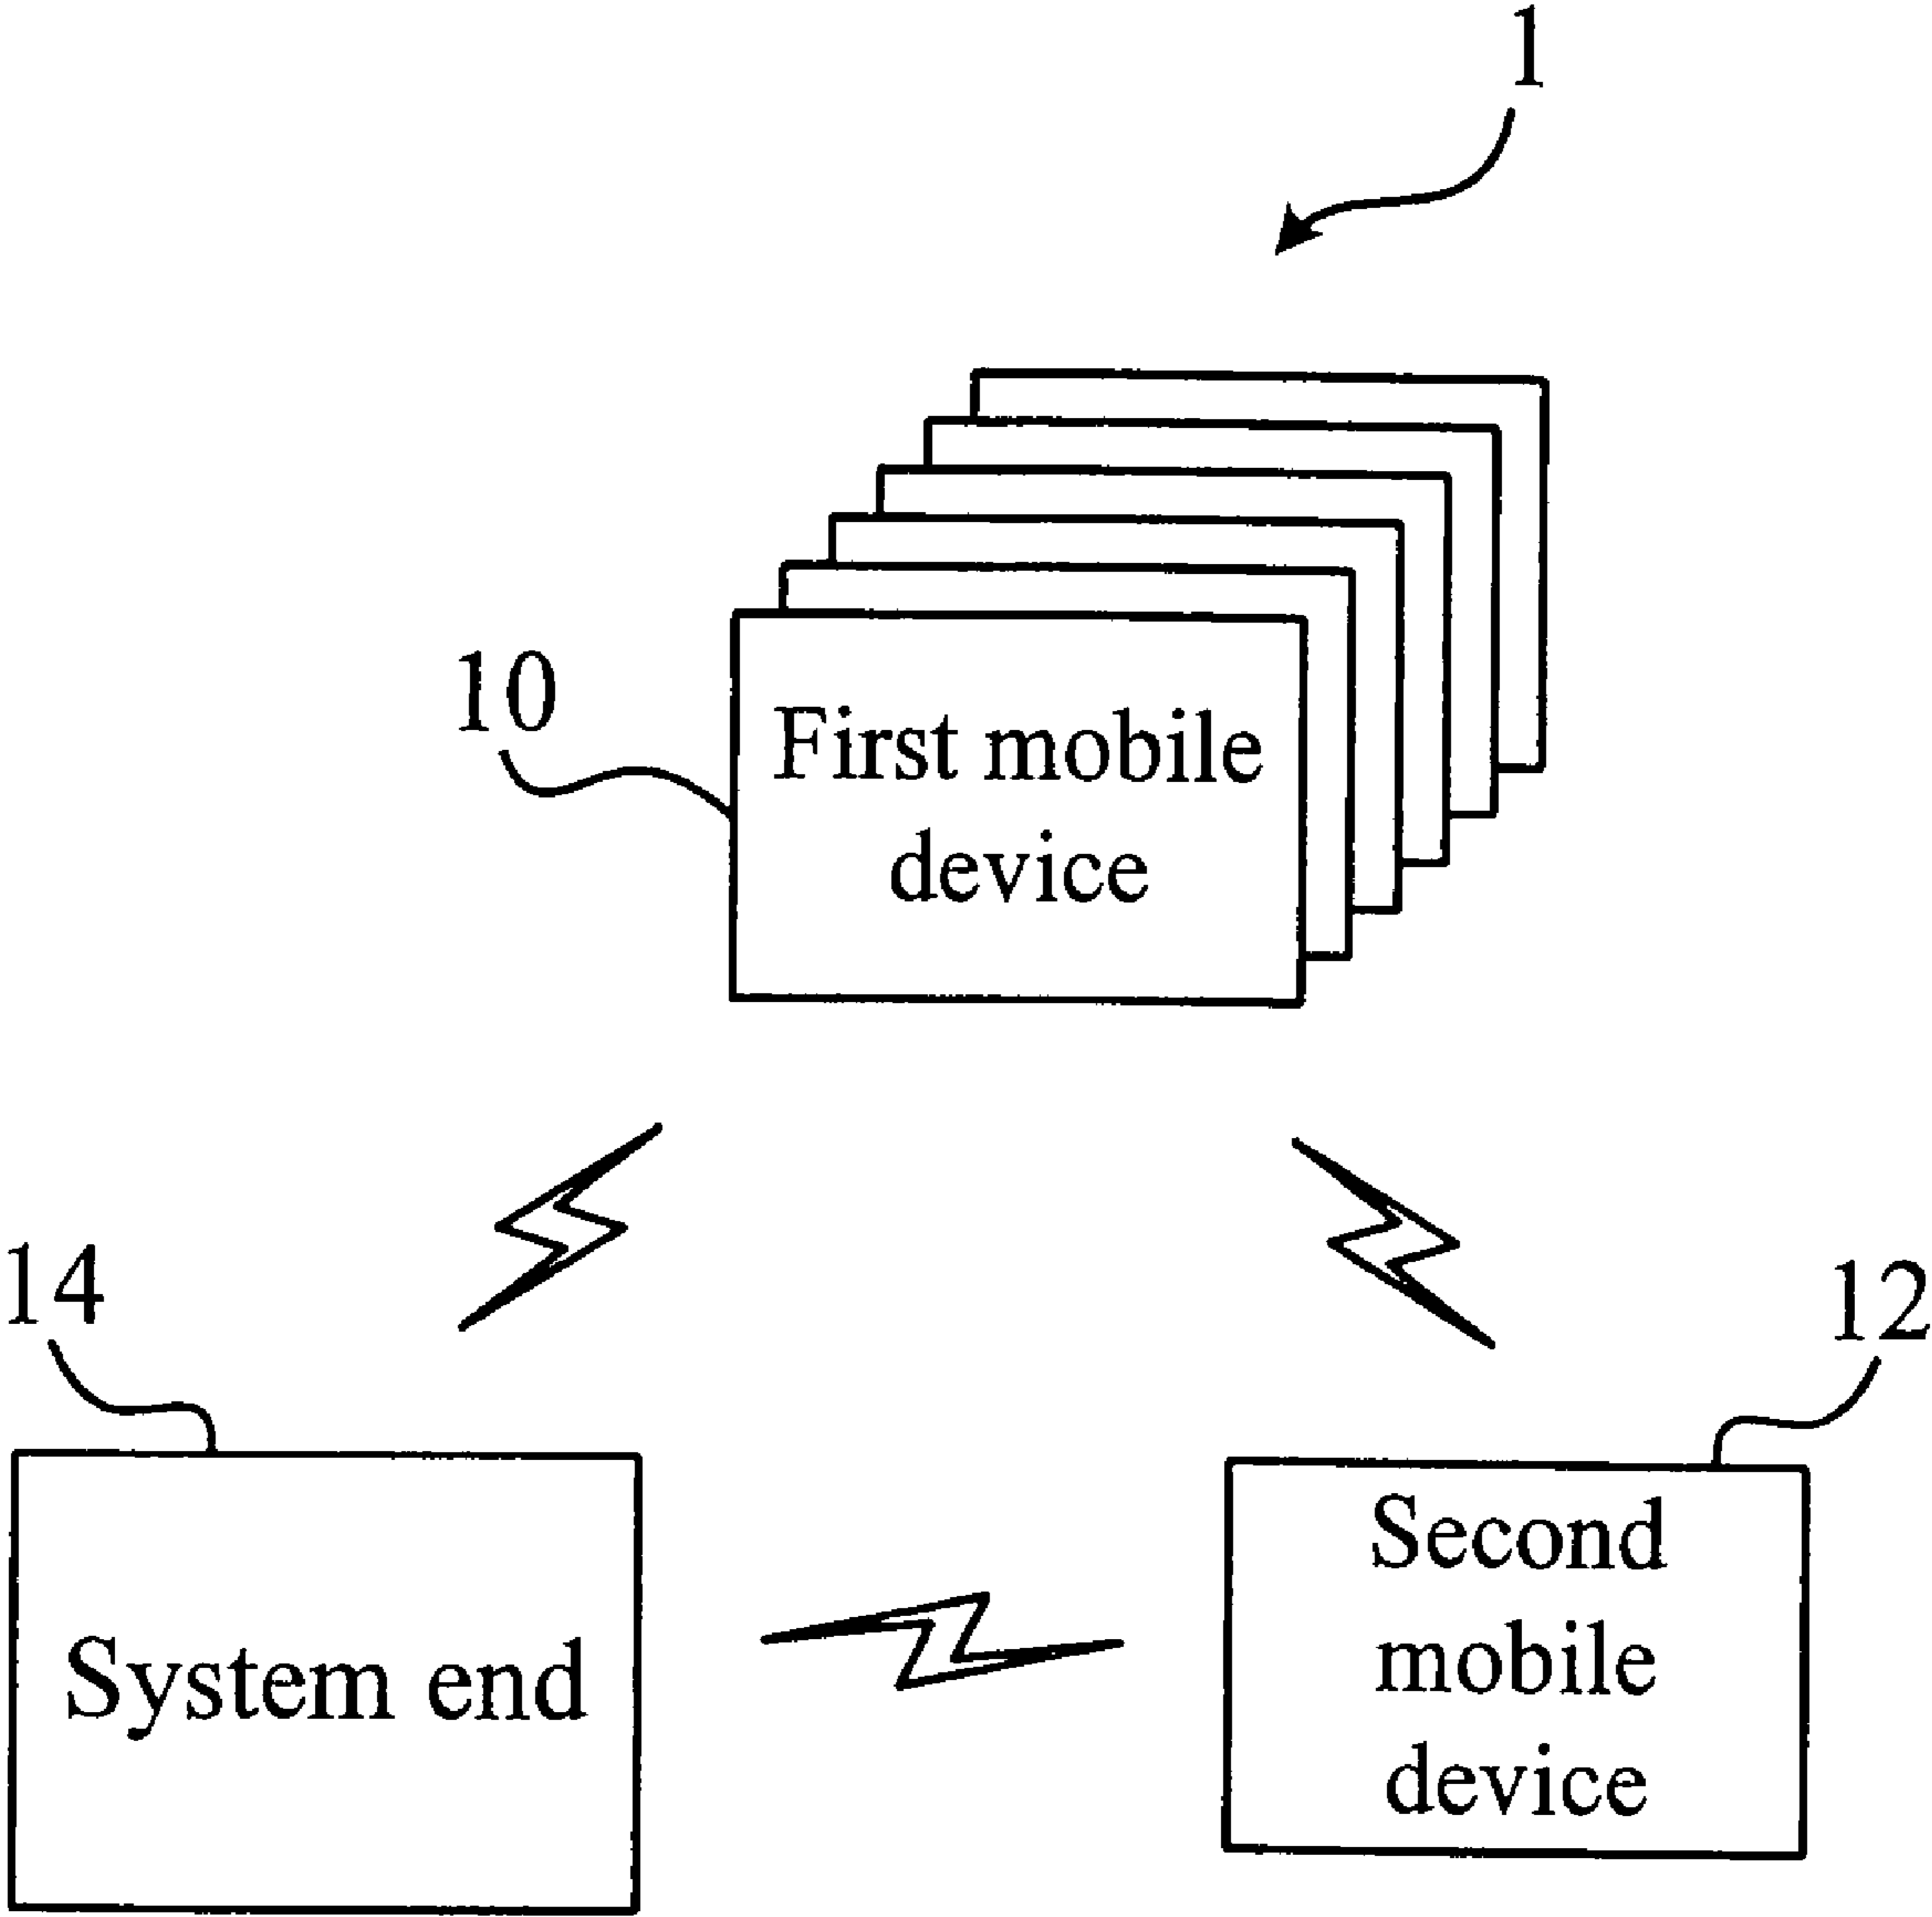 1
10
First mobile
device
14
12
System end
Second
mobile
device